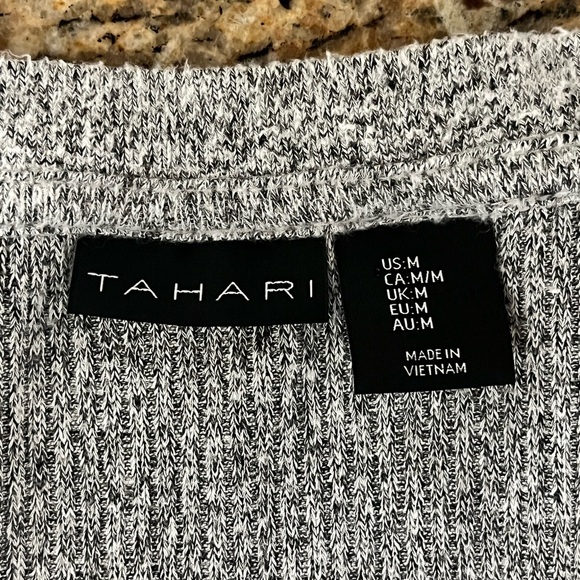 TAHARI
US:M
CA:M/M
UK:M
EU:M
AU:M
MADE IN
VIETNAM